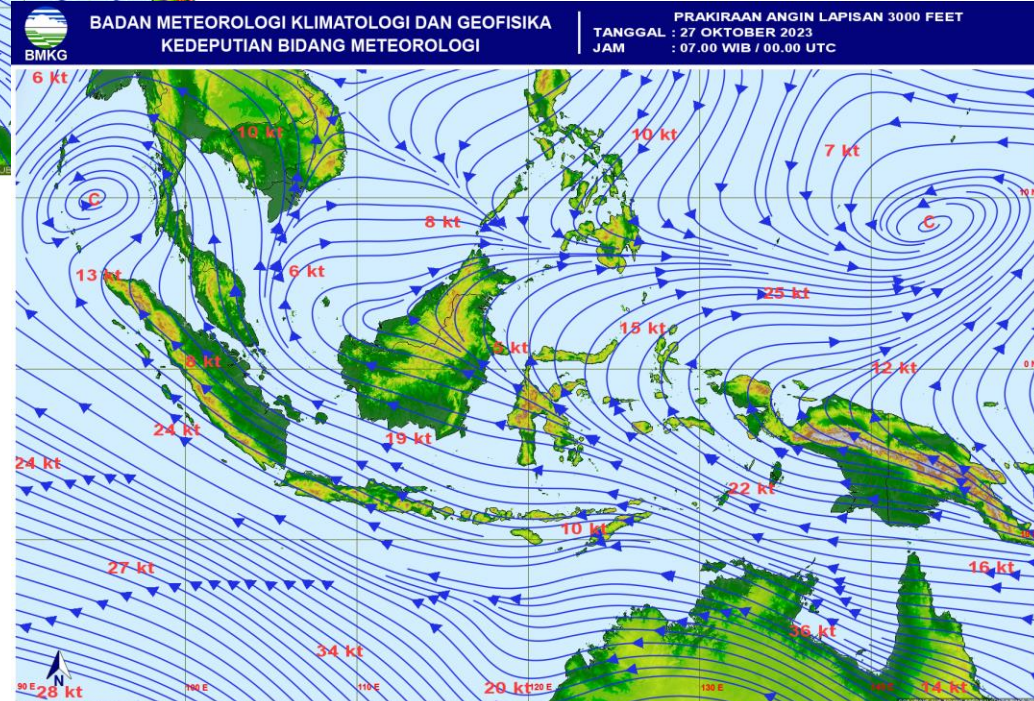 BMKG
BADAN METEOROLOGI KLIMATOLOGI DAN GEOFISIKA
KEDEPUTIAN BIDANG METEOROLOGI
PRAKIRAAN ANGIN LAPISAN 3000 FEET
TANGGAL : 27 OKTOBER 2023
JAM : 07.00 WIB / 00.00 UTC
6 kt
10 kt
10 kt
7 kt
C
10 N
8 kt
C
13 kt
6 kt
25 kt
15 kt
5 kt
8 kt
12 kt
0 N
24 kt
19 kt
24 kt
22 kt
10 kt
27 kt
16 kt
36 kt
34 kt
N
90 E
28 kt
100 E
110 E
20 kt
120 E
130 E
14 kt